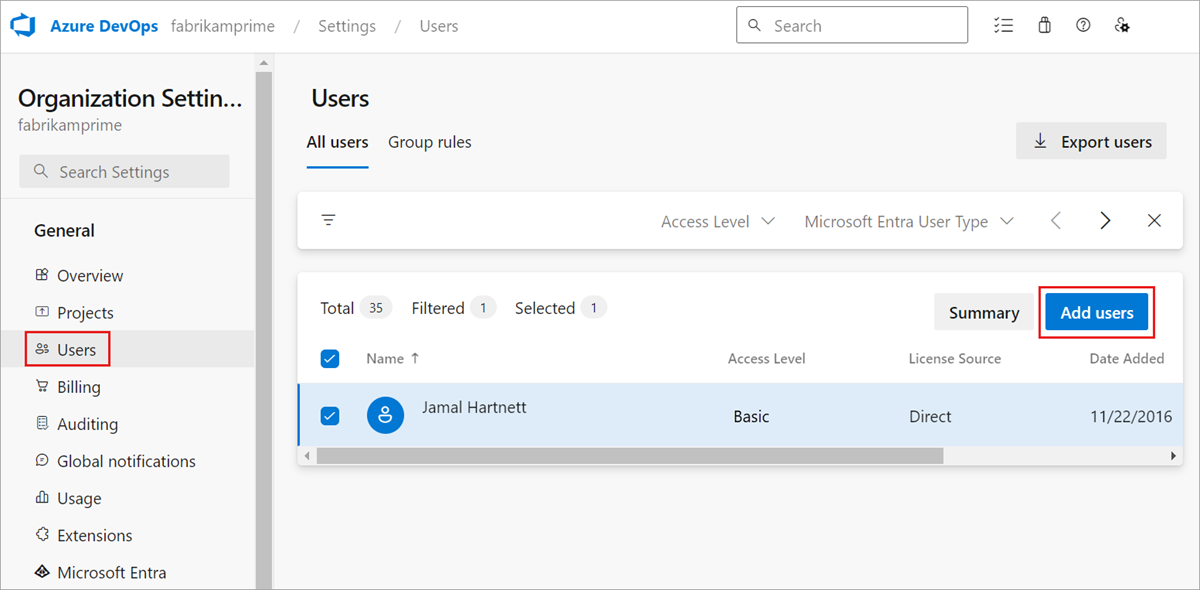 Azure DevOps fabrikamprime / Settings / Users Search
Organization Settin...
fabrikamprime
Search Settings
General
Overview
Projects
Users
Billing
Auditing
Global notifications
Usage
Extensions
Microsoft Entra
Users
All users Group rules Export users
Access Level Microsoft Entra User Type
Total 35 Filtered 1 Selected 1 Summary Add users
Name ↑ Access Level License Source Date Added
Jamal Hartnett Basic Direct 11/22/2016